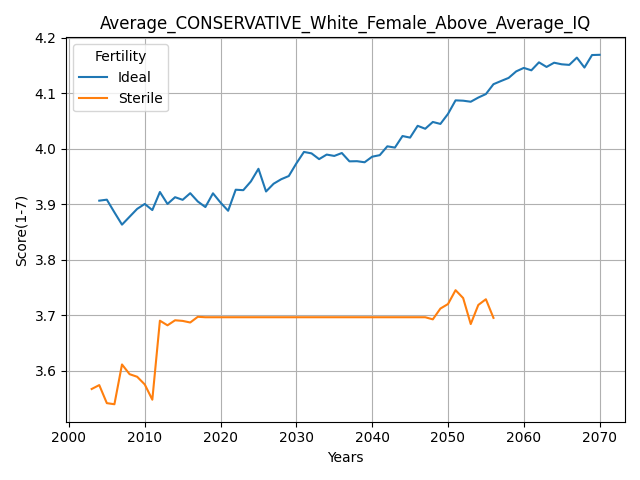 Average_CONSERVATIVE_White_Female_Above_Average_IQ
4.2
4.1
4.0
3.9
3.8
3.7
3.6
Score(1-7)
Fertility
Ideal
Sterile
2000 2010 2020 2030 2040 2050 2060 2070
Years